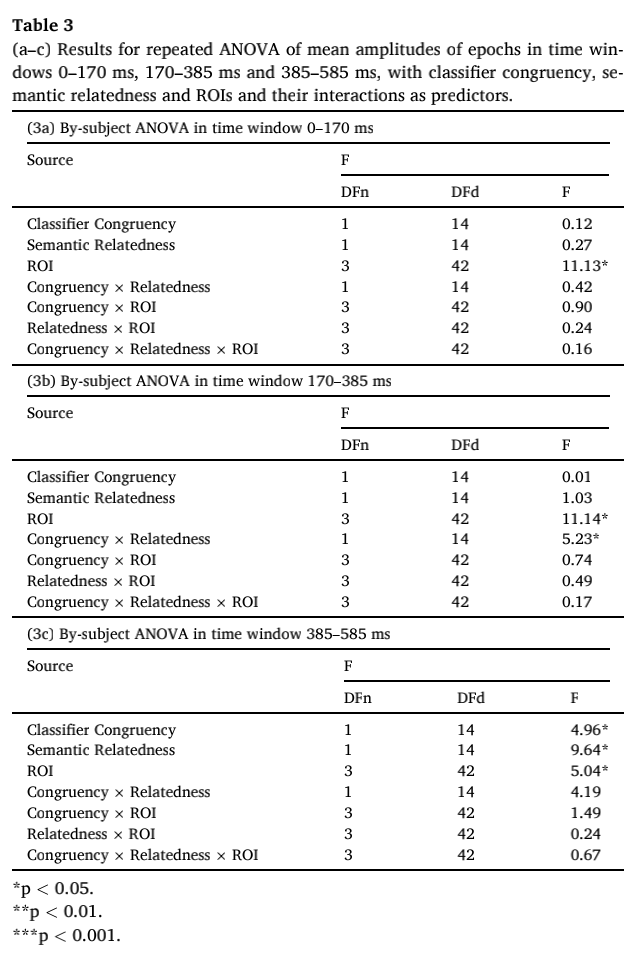 Table 3
(a–c) Results for repeated ANOVA of mean amplitudes of epochs in time win-
dows 0–170 ms, 170–385 ms and 385–585 ms, with classifier congruency, se-
mantic relatedness and ROIs and their interactions as predictors.
(3a) By-subject ANOVA in time window 0–170 ms
Source F
DFn DFd F
Classifier Congruency 1 14 0.12
Semantic Relatedness 1 14 0.27
ROI 3 42 11.13*
Congruency × Relatedness 1 14 0.42
Congruency × ROI 3 42 0.90
Relatedness × ROI 3 42 0.24
Congruency × Relatedness × ROI 3 42 0.16
(3b) By-subject ANOVA in time window 170–385 ms
Source F
DFn DFd F
Classifier Congruency 1 14 0.01
Semantic Relatedness 1 14 1.03
ROI 3 42 11.14*
Congruency × Relatedness 1 14 5.23*
Congruency × ROI 3 42 0.74
Relatedness × ROI 3 42 0.49
Congruency × Relatedness × ROI 3 42 0.17
(3c) By-subject ANOVA in time window 385–585 ms
Source F
DFn DFd F
Classifier Congruency 1 14 4.96*
Semantic Relatedness 1 14 9.64*
ROI 3 42 5.04*
Congruency × Relatedness 1 14 4.19
Congruency × ROI 3 42 1.49
Relatedness × ROI 3 42 0.24
Congruency × Relatedness × ROI 3 42 0.67
*p < 0.05.
**p < 0.01.
***p < 0.001.